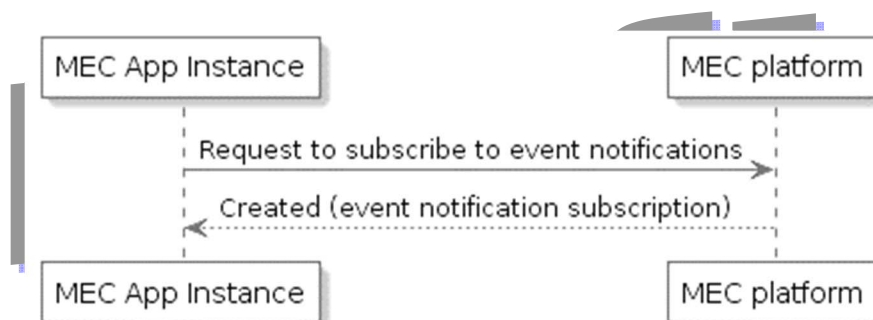 MEC App Instance
MEC platform
Request to subscribe to event notifications
Created (event notification subscription)
MEC App Instance
MEC platform